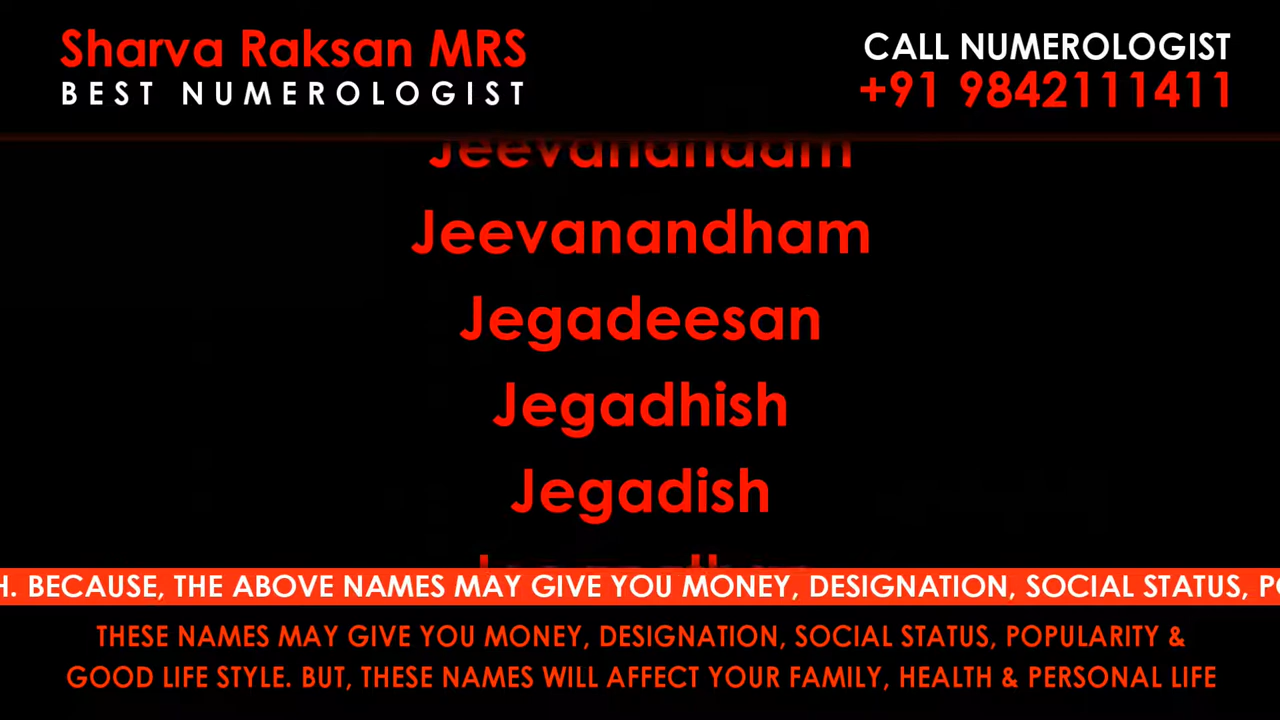 Sharva Raksan MRS
BEST NUMEROLOGIST
CALL NUMEROLOGIST
+91 9842111411
Jeevanandam
Jeevanandham
Jegadeesan
Jegadhish
Jegadish
H. BECAUSE, THE ABOVE NAMES MAY GIVE YOU MONEY, DESIGNATION, SOCIAL STATUS,
THESE NAMES MAY GIVE YOU MONEY, DESIGNATION, SOCIAL STATUS, POPULARITY &
GOOD LIFE STYLE. BUT, THESE NAMES WILL AFFECT YOUR FAMILY, HEALTH & PERSONAL LIFE